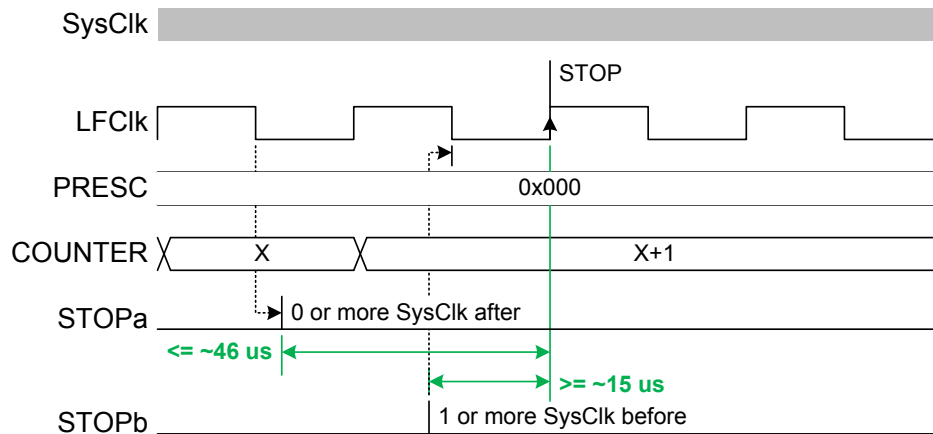 SysClk
STOP
LFClk
PRESC
0x000
COUNTER
X
X+1
STOPa
0 or more SysClk after
<= ~46 us
>= ~15 us
STOPb
1 or more SysClk before